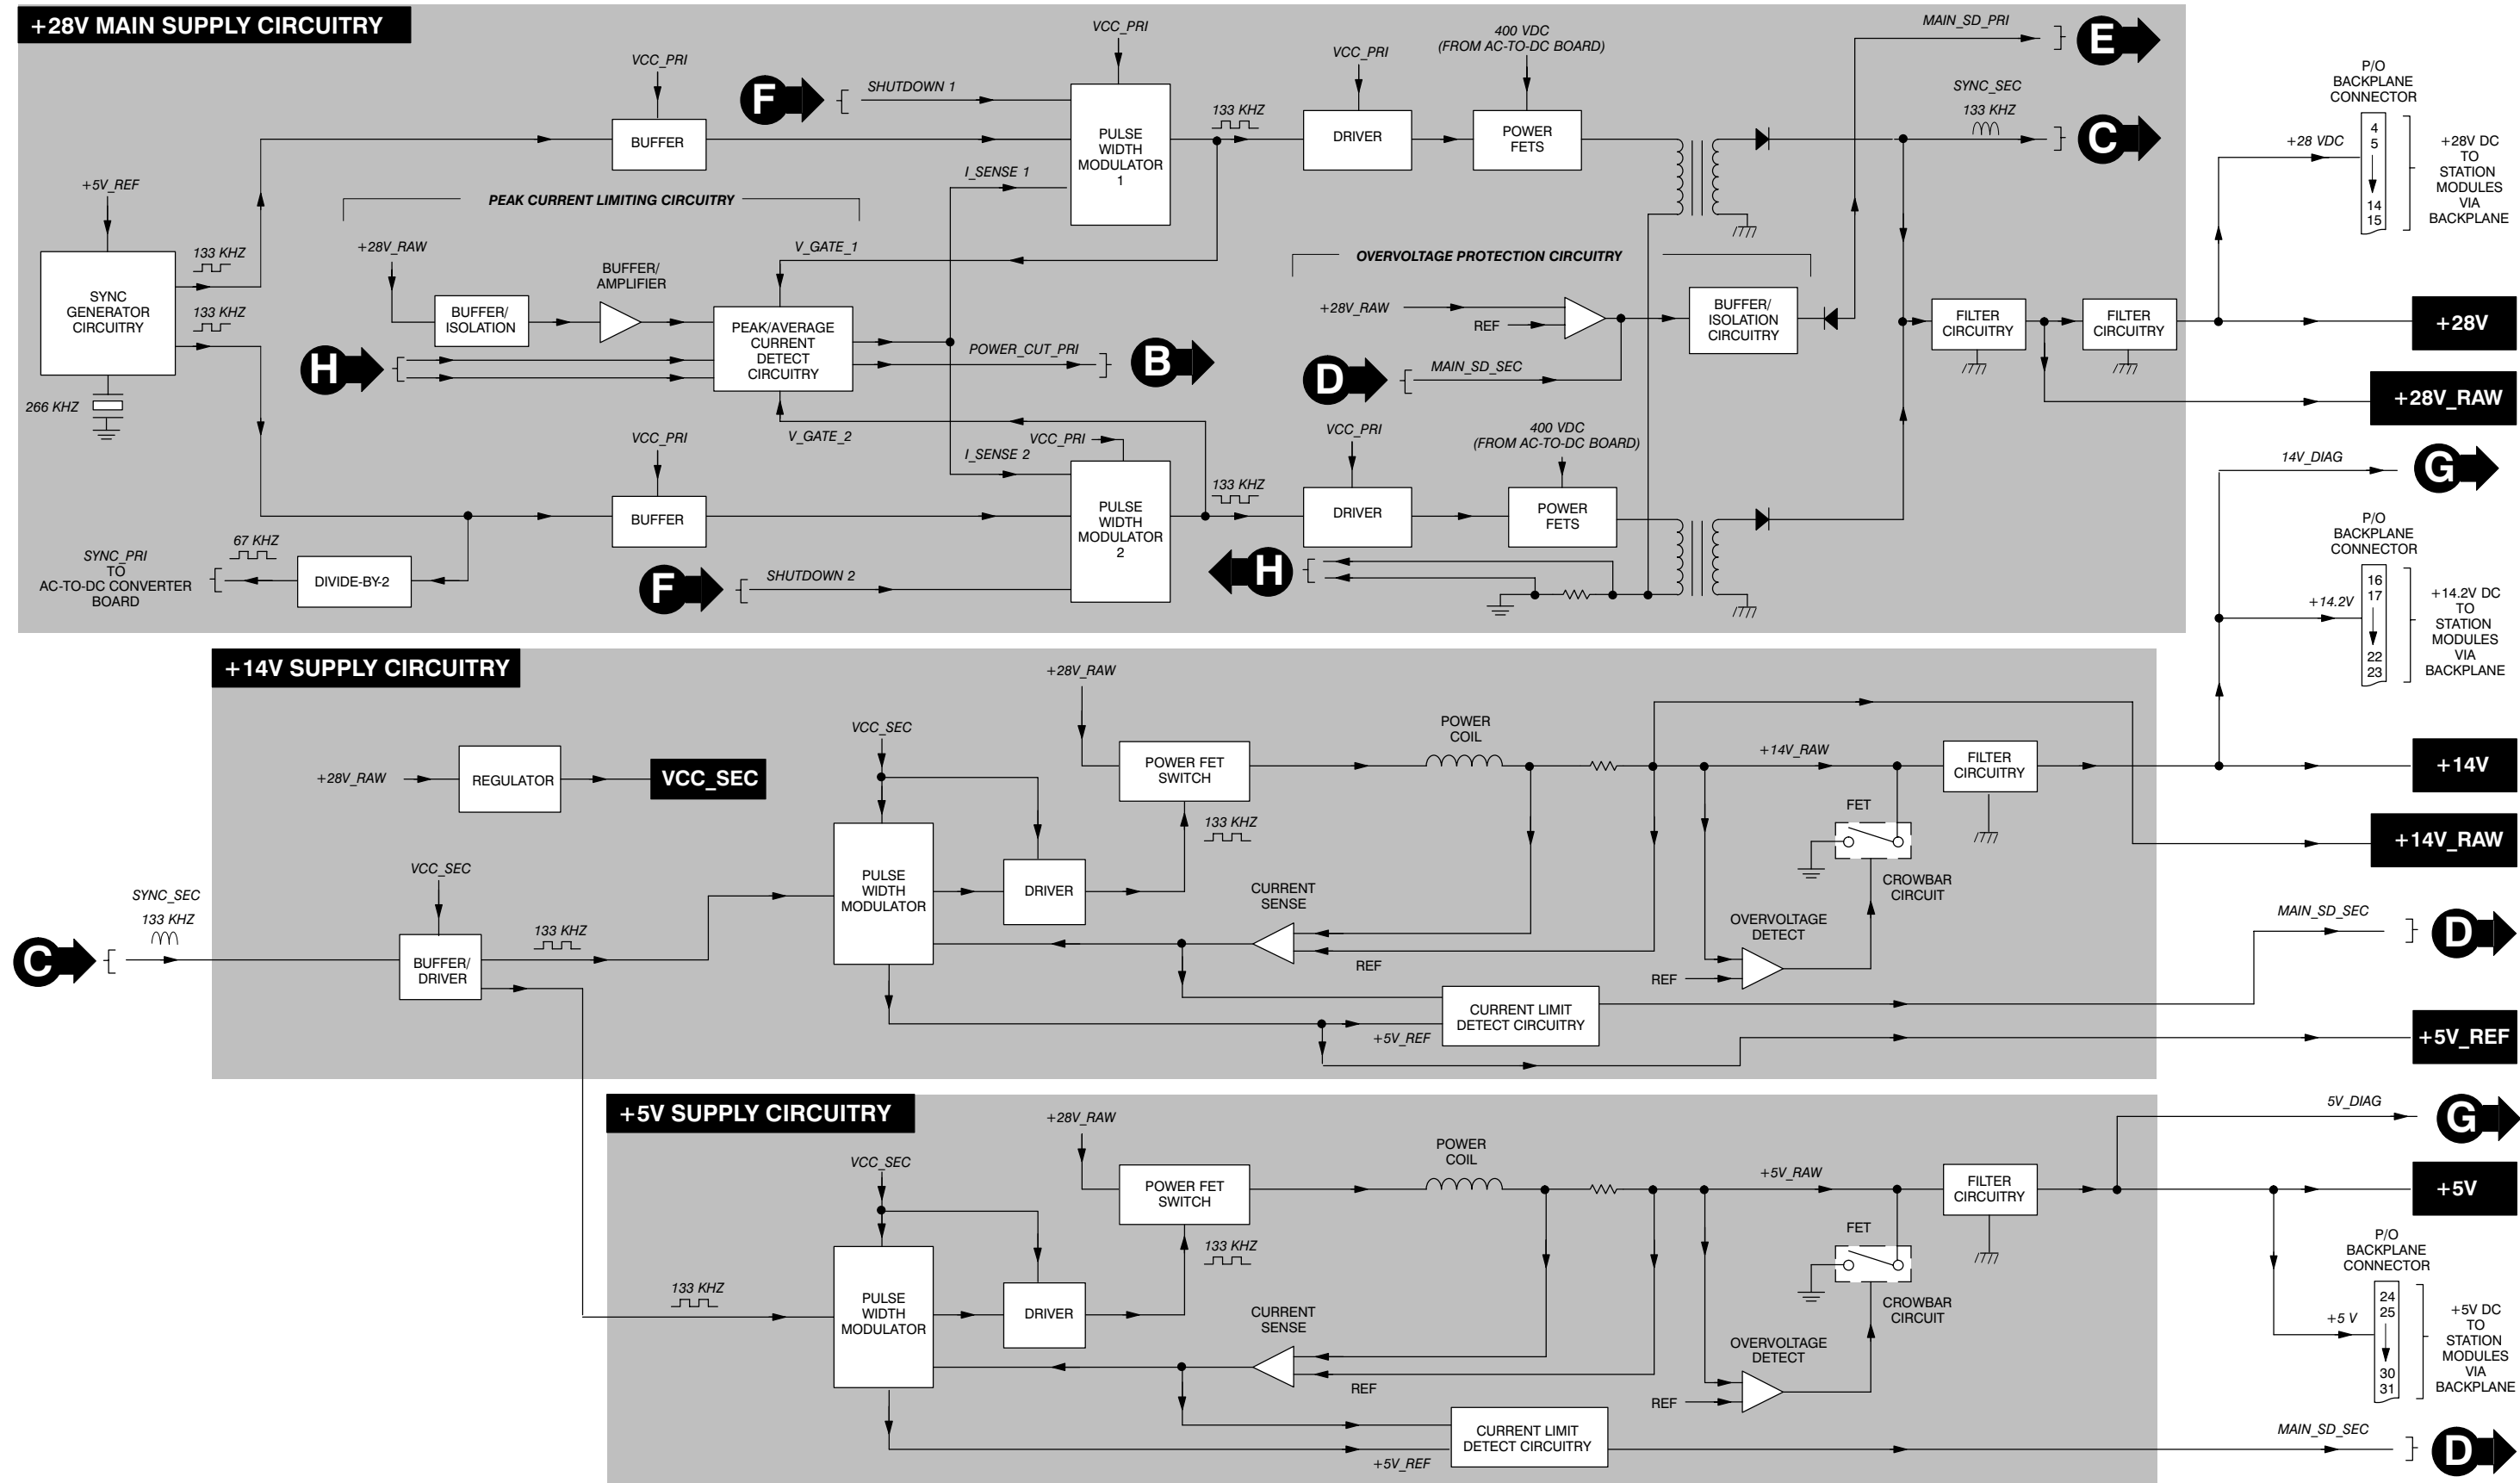 +28V MAIN SUPPLY CIRCUITRY
VCC_PRI
400 VDC
(FROM AC-TO-DC BOARD)
MAIN_SD_PRI
E
VCC_PRI
F
SHUTDOWN 1
VCC_PRI
SYNC_SEC
133 KHZ
C
BUFFER
PULSE
WIDTH
MODULATOR
1
133 KHZ
DRIVER
POWER
FETS
P/O
BACKPLANE
CONNECTOR
4
5
14
15
+28 VDC
+28V DC
TO
STATION
MODULES
VIA
BACKPLANE
+5V_REF
I_SENSE 1
PEAK CURRENT LIMITING CIRCUITRY
+28V_RAW
V_GATE_1
OVERVOLTAGE PROTECTION CIRCUITRY
133 KHZ
SYNC
GENERATOR
CIRCUITRY
133 KHZ
266 KHZ
BUFFER/
AMPLIFIER
BUFFER/
ISOLATION
PEAK/AVERAGE
CURRENT
DETECT
CIRCUITRY
H
POWER_CUT_PRI
B
+28V_RAW
REF
BUFFER/
ISOLATION
CIRCUITRY
D
MAIN_SD_SEC
FILTER
CIRCUITRY
FILTER
CIRCUITRY
+28V
+28V_RAW
V_GATE_2
VCC_PRI
VCC_PRI
I_SENSE 2
VCC_PRI
400 VDC
(FROM AC-TO-DC BOARD)
14V_DIAG
G
BUFFER
PULSE
WIDTH
MODULATOR
2
133 KHZ
DRIVER
POWER
FETS
SYNC_PRI
TO
AC-TO-DC CONVERTER
BOARD
67 KHZ
DIVIDE-BY-2
F
SHUTDOWN 2
H
P/O
BACKPLANE
CONNECTOR
16
17
22
23
+14.2V
+14.2V DC
TO
STATION
MODULES
VIA
BACKPLANE
+14V SUPPLY CIRCUITRY
+28V_RAW
VCC_SEC
POWER
COIL
+28V_RAW
REGULATOR
VCC_SEC
POWER FET
SWITCH
+14V_RAW
FILTER
CIRCUITRY
+14V
133 KHZ
FET
CROWBAR
CIRCUIT
+14V_RAW
VCC_SEC
SYNC_SEC
133 KHZ
C
BUFFER/
DRIVER
133 KHZ
PULSE
WIDTH
MODULATOR
DRIVER
CURRENT
SENSE
REF
OVERVOLTAGE
DETECT
REF
MAIN_SD_SEC
D
CURRENT LIMIT
DETECT CIRCUITRY
+5V_REF
+5V_REF
+5V SUPPLY CIRCUITRY
+28V_RAW
5V_DIAG
G
VCC_SEC
POWER FET
SWITCH
POWER
COIL
+5V_RAW
FILTER
CIRCUITRY
+5V
133 KHZ
133 KHZ
PULSE
WIDTH
MODULATOR
DRIVER
CURRENT
SENSE
REF
FET
CROWBAR
CIRCUIT
OVERVOLTAGE
DETECT
REF
P/O
BACKPLANE
CONNECTOR
24
25
30
31
+5 V
+5V DC
TO
STATION
MODULES
VIA
BACKPLANE
CURRENT LIMIT
DETECT CIRCUITRY
+5V_REF
MAIN_SD_SEC
D